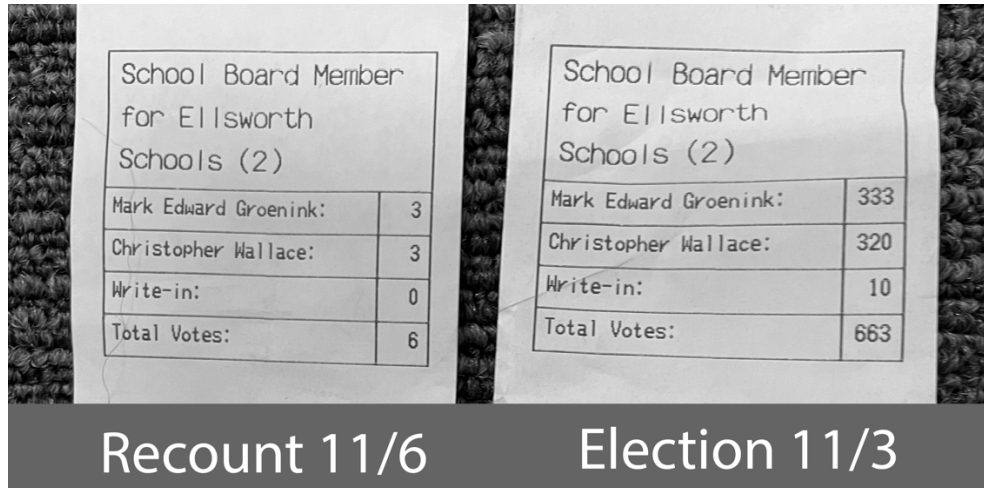 School Board Member
for Ellsworth
Schools (2)
Mark Edward Groenink: 3
Christopher Wallace: 3
Write-in: 0
Total Votes: 6
Recount 11/6
School Board Member
for Ellsworth
Schools (2)
Mark Edward Groenink: 333
Christopher Wallace: 320
Write-in: 10
Total Votes: 663
Election 11/3